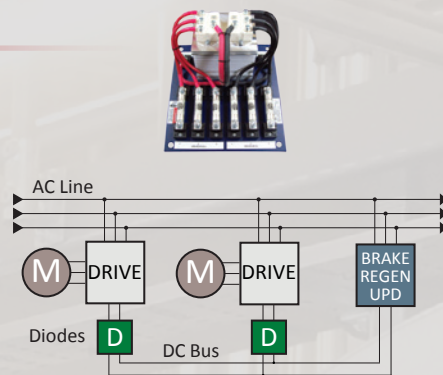 AC Line
M
DRIVE
M
DRIVE
BRAKE
REGEN
UPD
Diodes
D
D
DC Bus